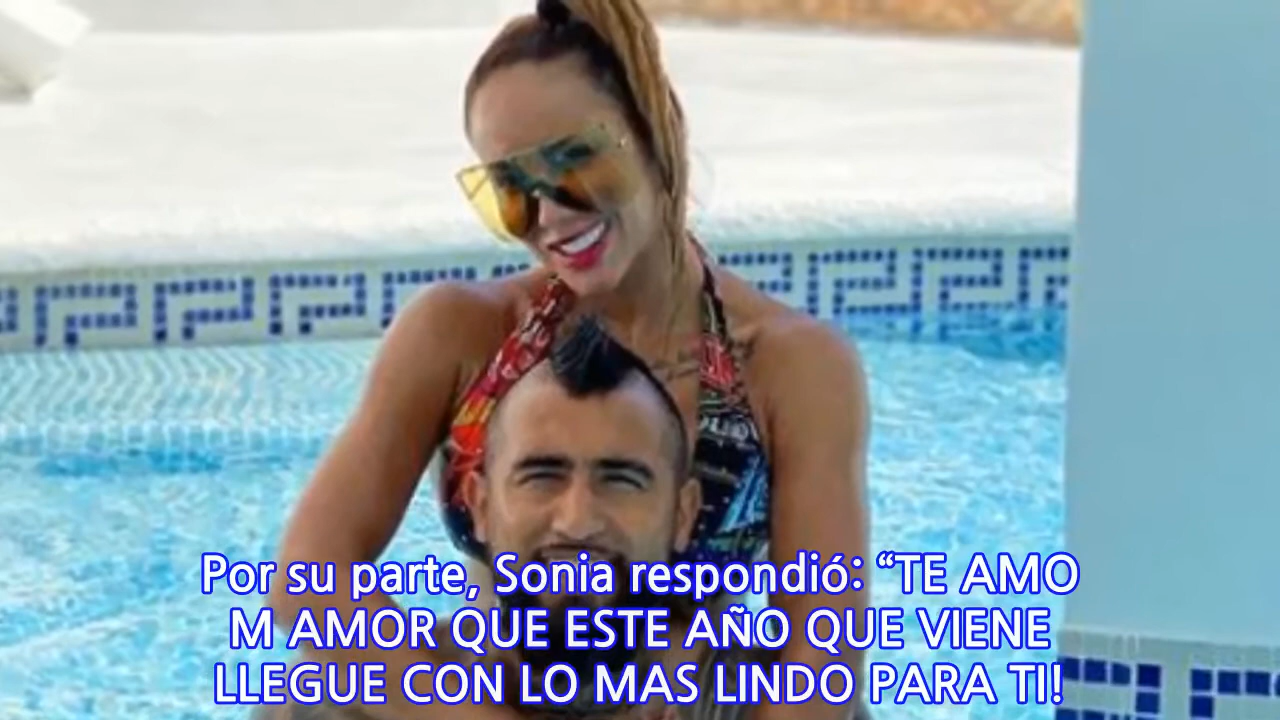 Por su parte, Sonia respondió: “TE AMO
M AMOR QUE ESTE AÑO QUE VIENE
LLEGUE CON LO MAS LINDO PARA TI!